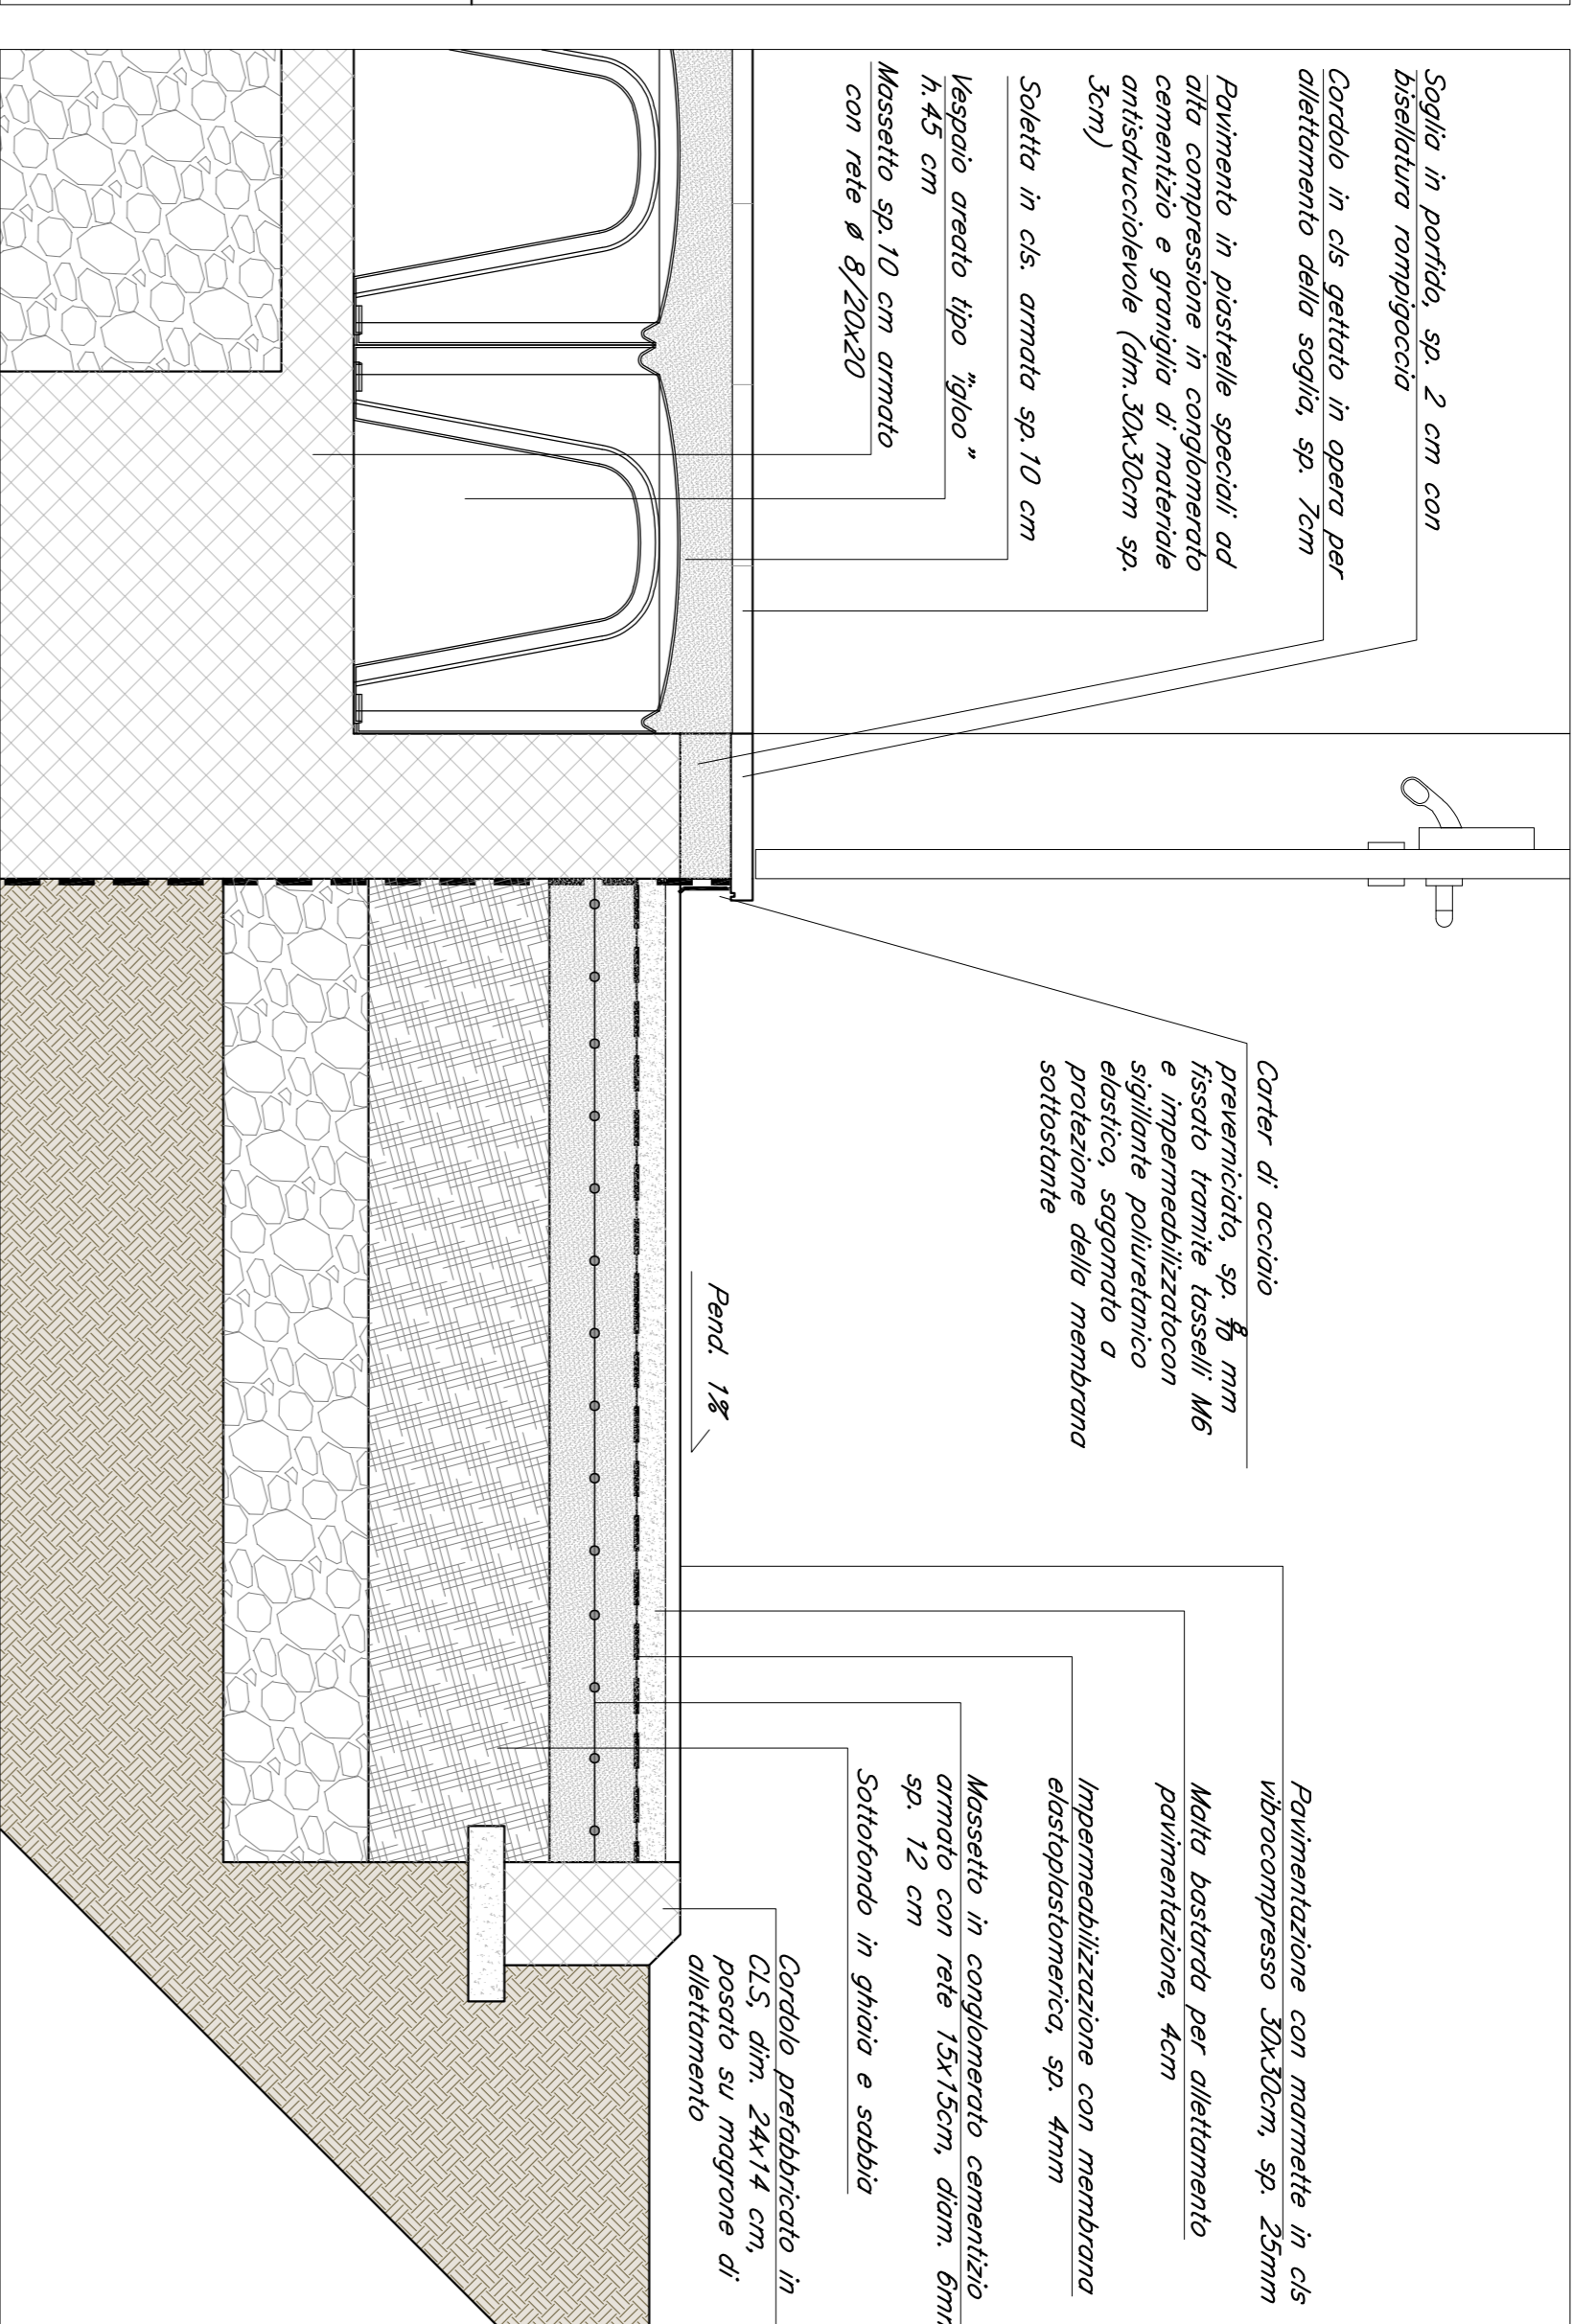 Soglia in porfido, sp. 2 cm con
bisellatura rompigoccia
Cordolo in cls gettato in opera per
allettamento della soglia, sp. 7cm
Pavimento in piastrelle speciali ad
alta compressione in conglomerato
cementizio e graniglia di materiale
antisdrucciolevole (dm.30x30cm sp.
3cm)
Soletta in cls. armata sp.10 cm
Vespaio areato tipo "igloo"
h.45 cm
Massetto sp.10 cm armato
con rete ø 8/20x20
Carter di acciaio
preverniciato, sp. 8/10 mm
fissato tramite tasselli M6
e impermeabilizzatocon
sigillante poliuretanico
elastico, sagomato a
protezione della membrana
sottostante
Pend. 1%
Pavimentazione con marmette in cls
vibrocompresso 30x30cm, sp. 25mm
Malta bastarda per allettamento
pavimentazione, 4cm
Impermeabilizzazione con membrana
elastoplastomerica, sp. 4mm
Massetto in conglomerato cementizio
armato con rete 15x15cm, diam. 6mm
sp. 12 cm
Sottofondo in ghiaia e sabbia
Cordolo prefabbricato in
CLS, dim. 24x14 cm,
posato su magrone di
allettamento